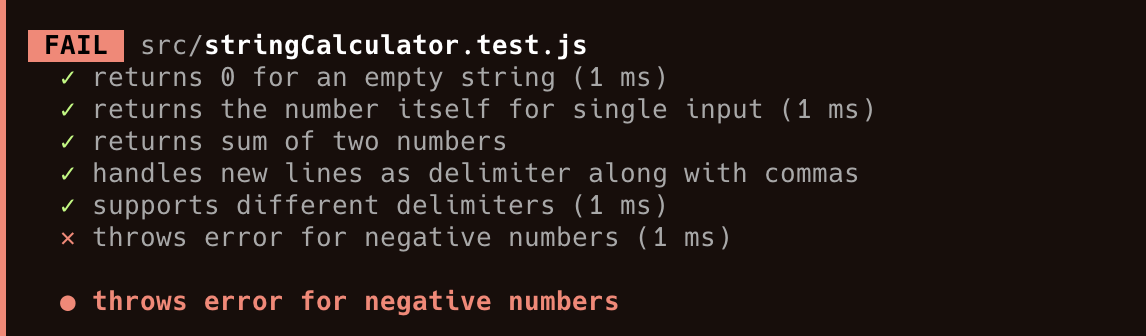 FAIL src/stringCalculator.test.js
✓ returns 0 for an empty string (1 ms)
✓ returns the number itself for single input (1 ms)
✓ returns sum of two numbers
✓ handles new lines as delimiter along with commas
✓ supports different delimiters (1 ms)
✕ throws error for negative numbers (1 ms)
● throws error for negative numbers